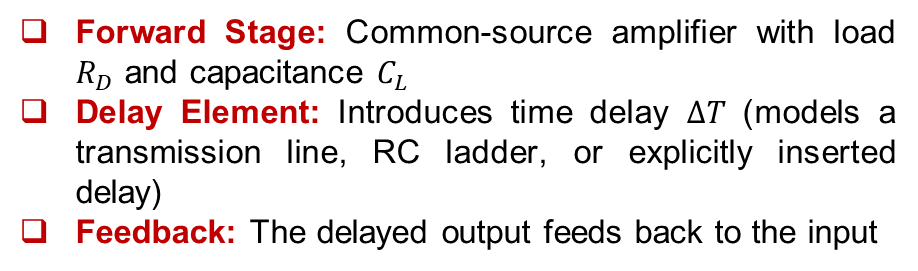 ❑ Forward Stage: Common-source amplifier with load
R_D and capacitance C_L
❑ Delay Element: Introduces time delay ΔT (models a
transmission line, RC ladder, or explicitly inserted
delay)
❑ Feedback: The delayed output feeds back to the input